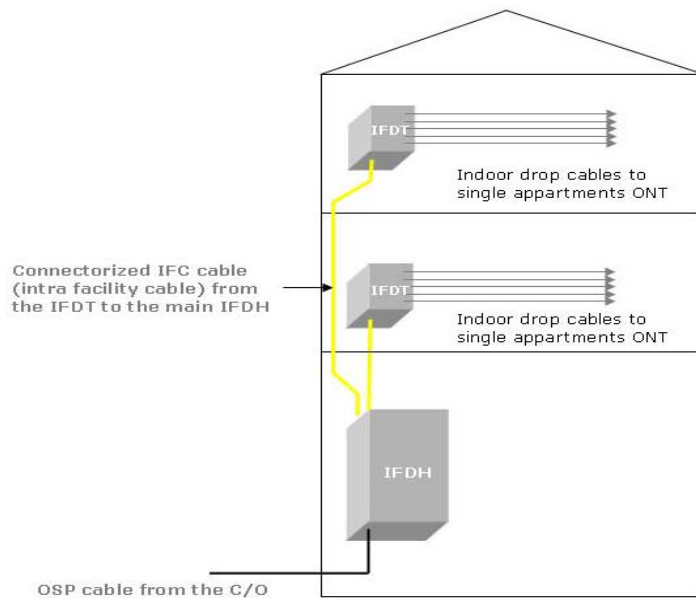 IFDT
Indoor drop cables to
single appartments ONT
Connectorized IFC cable
(intra facility cable) from
the IFDT to the main IFDH
IFDT
Indoor drop cables to
single appartments ONT
IFDH
OSP cable from the C/O